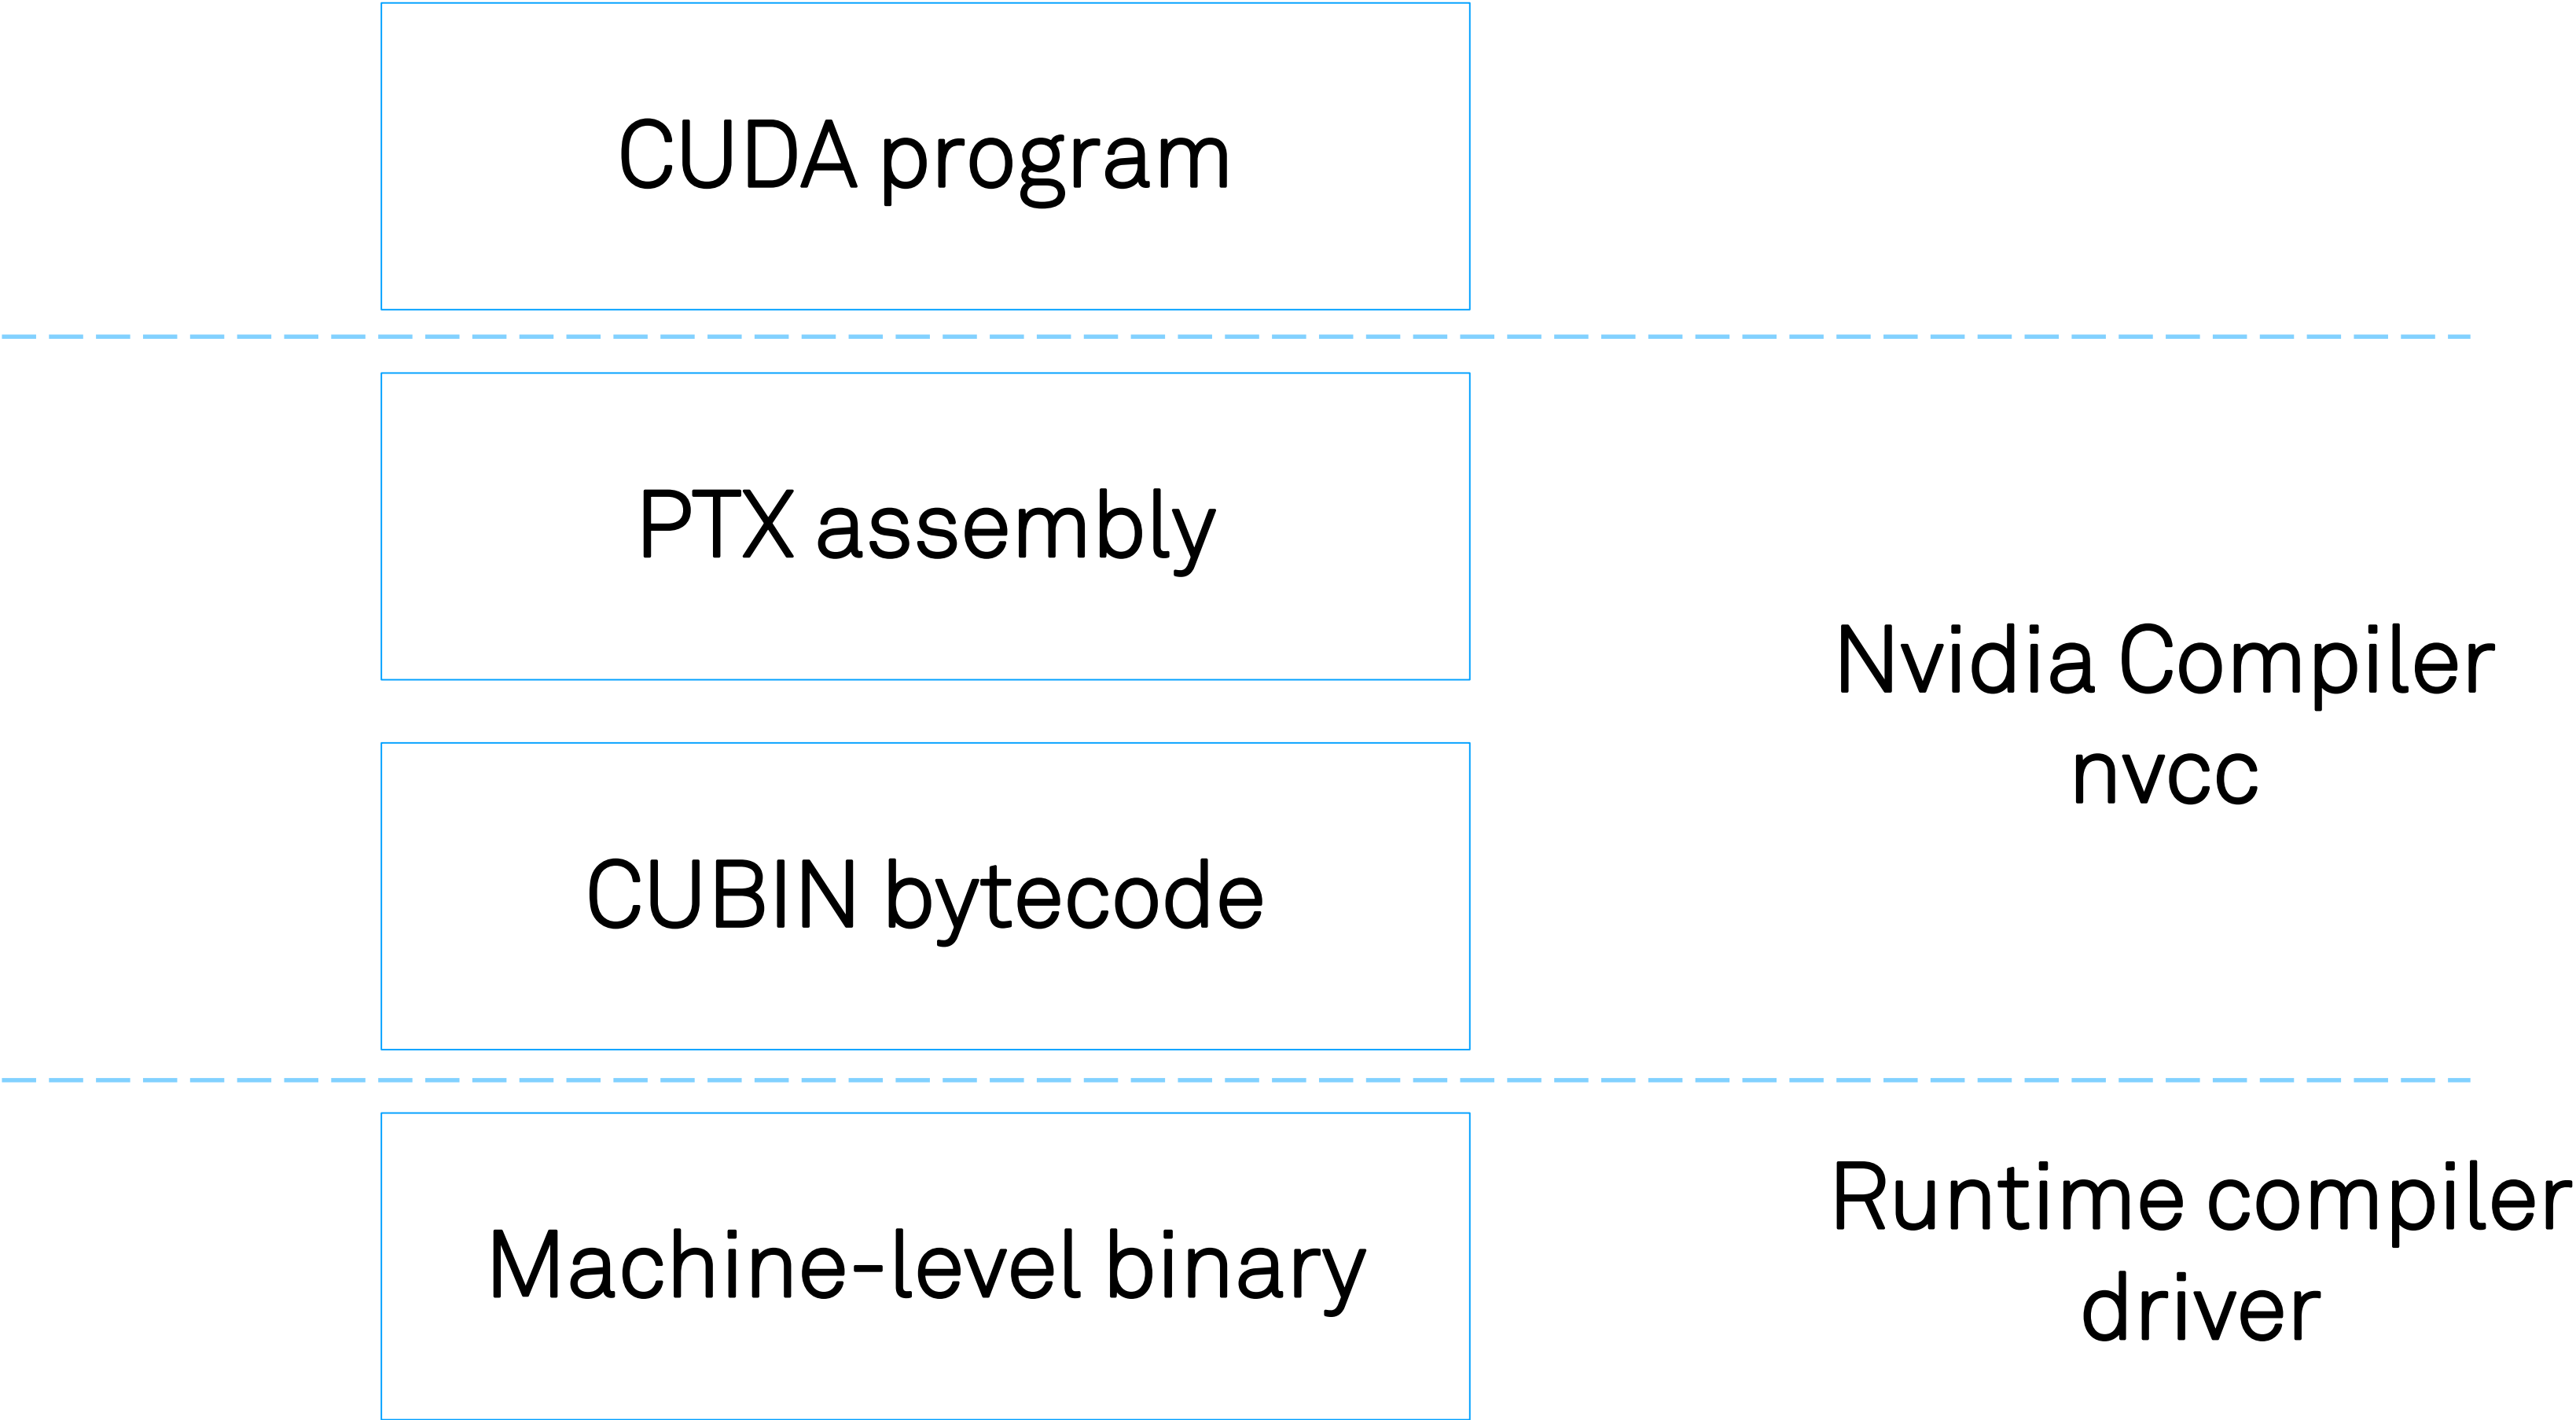 CUDA program
PTX assembly
Nvidia Compiler
nvcc
CUBIN bytecode
Machine-level binary
Runtime compiler
driver